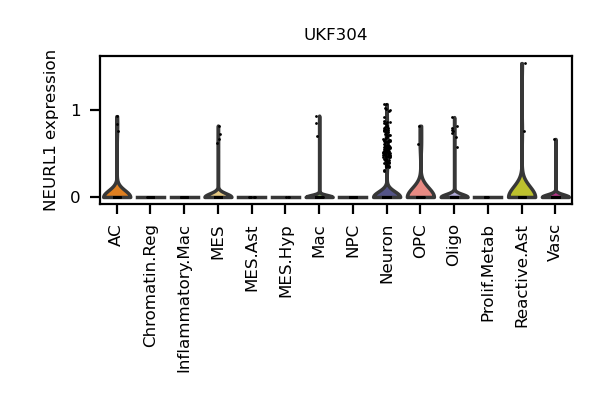 UKF304
NEURL1 expression
1
0
AC
Chromatin.Reg
Inflammatory.Mac
MES
MES.Ast
MES.Hyp
Mac
NPC
Neuron
OPC
Oligo
Prolif.Metab
Reactive.Ast
Vasc